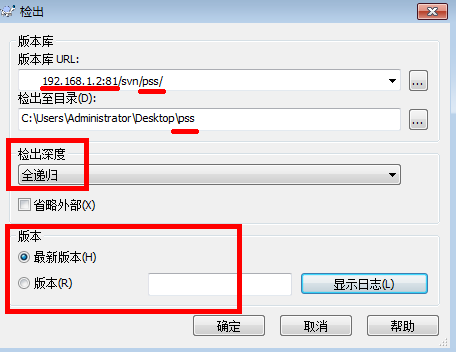 检出
版本库
版本库 URL:
192.168.1.2:81/svn/pss/
...
检出至目录(D):
C:\Users\Administrator\Desktop\pss
...
检出深度
全递归
省略外部(X)
版本
最新版本(H)
版本(R)
显示日志(L)
确定 取消 帮助